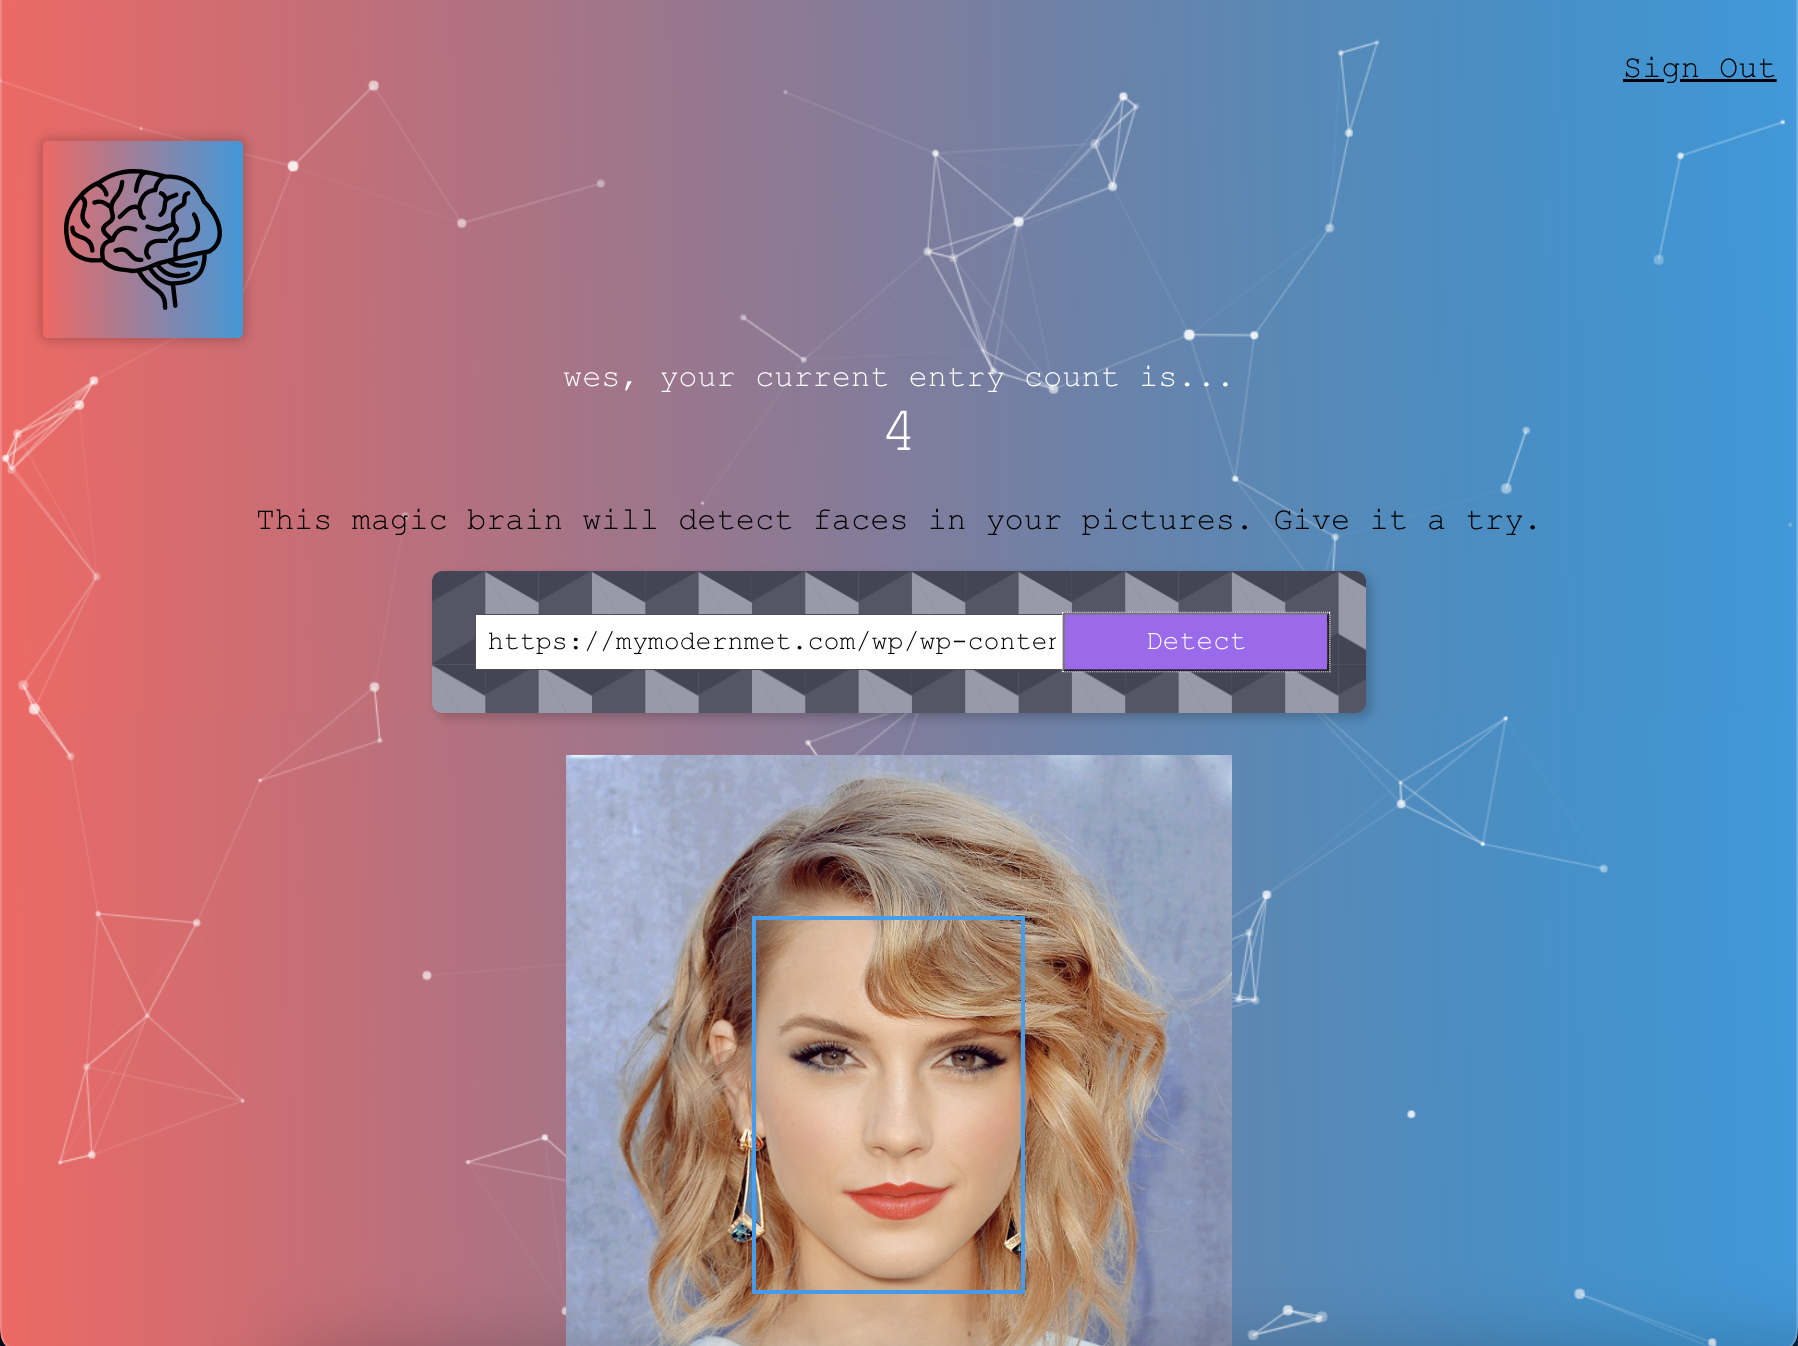 Sign Out
wes, your current entry count is...
4
This magic brain will detect faces in your pictures. Give it a try.
https://mymodernmet.com/wp/wp-conten
Detect